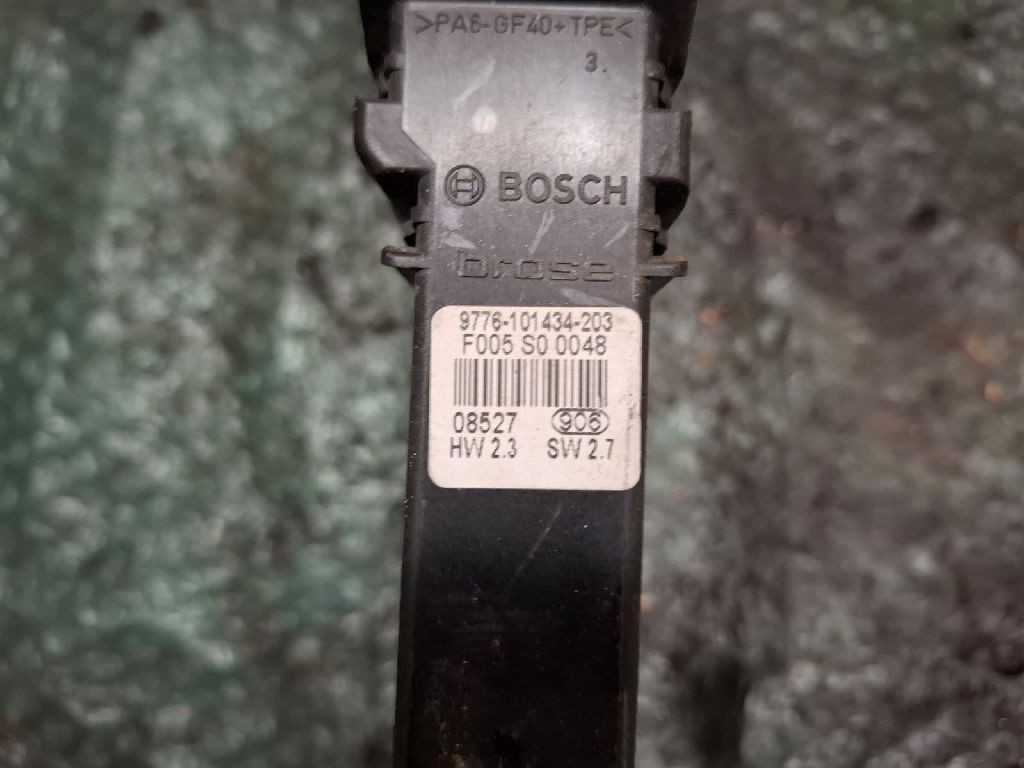 >PA6-GF40+TPE<
3.
BOSCH
brose
9776-101434-203
F005 S0 0048
08527 906
HW 2.3 SW 2.7